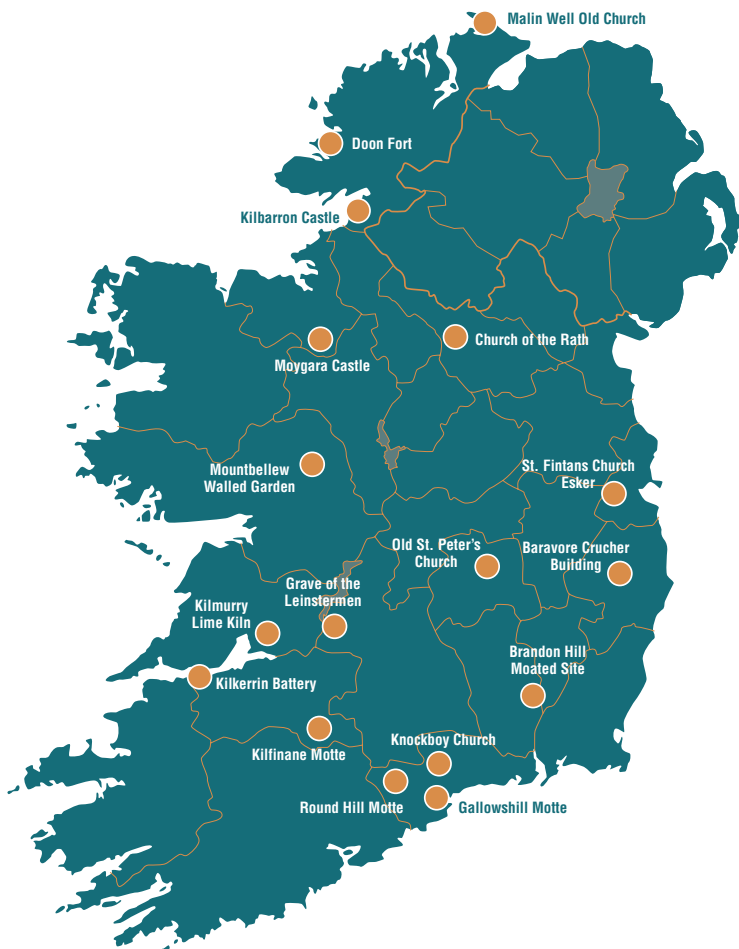 Malin Well Old Church
Doon Fort
Kilbarron Castle
Church of the Rath
Moygara Castle
Mountbellew
Walled Garden
St. Fintans Church
Esker
Old St. Peter's
Church
Baravore Crucher
Building
Grave of the
Leinstermen
Kilmurry
Lime Kiln
Brandon Hill
Moated Site
Kilkerrin Battery
Knockboy Church
Kilfinane Motte
Round Hill Motte
Gallowshill Motte